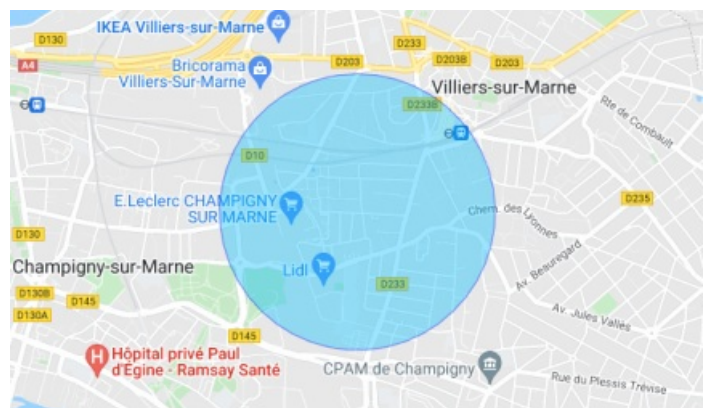 IKEA Villiers-sur-Marne
D130
D233
D203
D203B
D203
A4
Bricorama
Villiers-Sur-Marne
Villiers-sur-Marne
D233B
Rte de Combault
D10
E.Leclerc CHAMPIGNY
SUR MARNE
D235
Chem. des Lyonnes
D130
Champigny-sur-Marne
Lidl
Av. Beauregard
D233
D130B
D145
D130A
Av. Jules Vallès
D145
Hôpital privé Paul
d'Egine - Ramsay Santé
CPAM de Champigny
Rue du Plessis Trévise